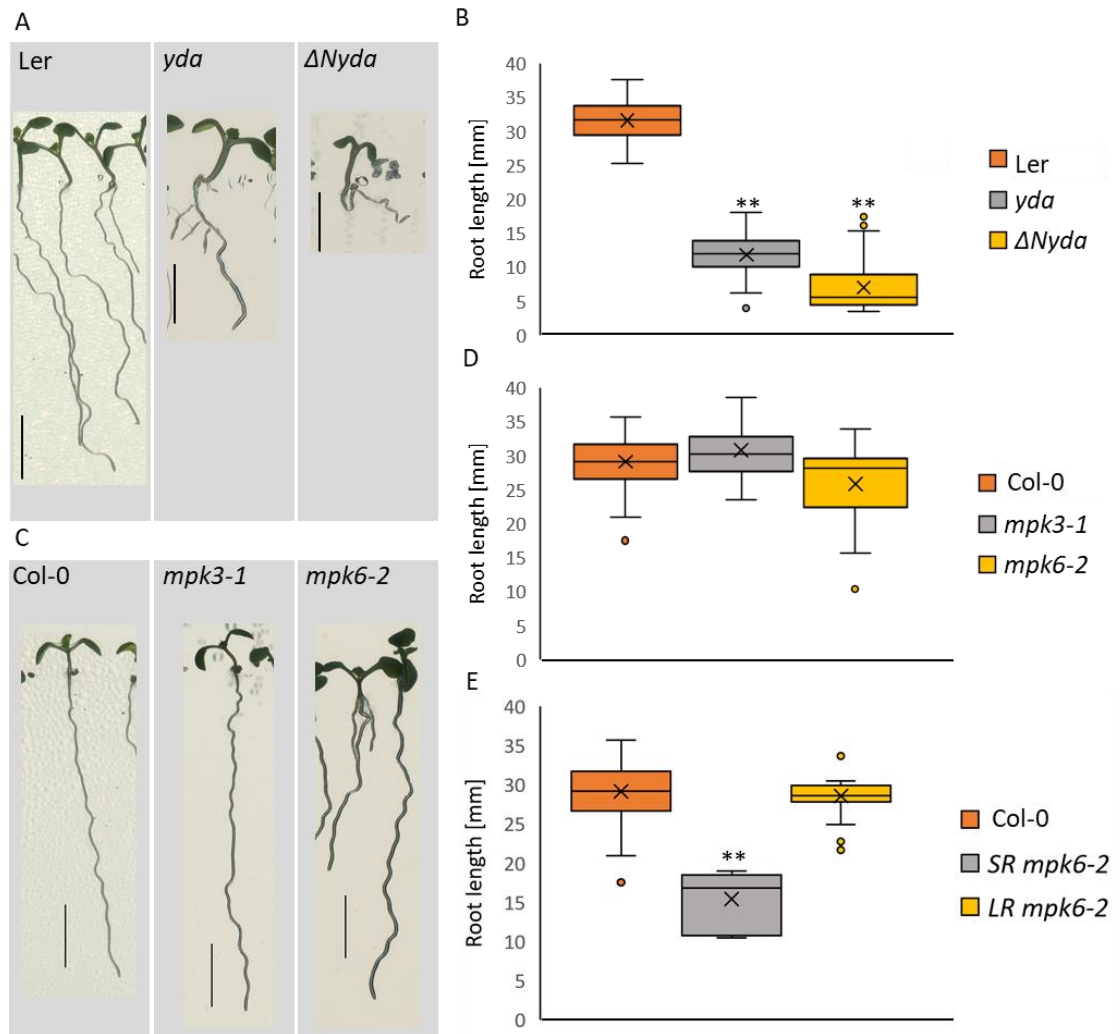 A
Ler
yda
ΔNyda
B
40
35
30
25
20
15
10
5
0
Root length [mm]
**
**
Ler
yda
ΔNyda
C
Col-0
mpk3-1
mpk6-2
D
40
35
30
25
20
15
10
5
0
Root length [mm]
Col-0
mpk3-1
mpk6-2
E
40
35
30
25
20
15
10
5
0
Root length [mm]
**
Col-0
SR mpk6-2
LR mpk6-2